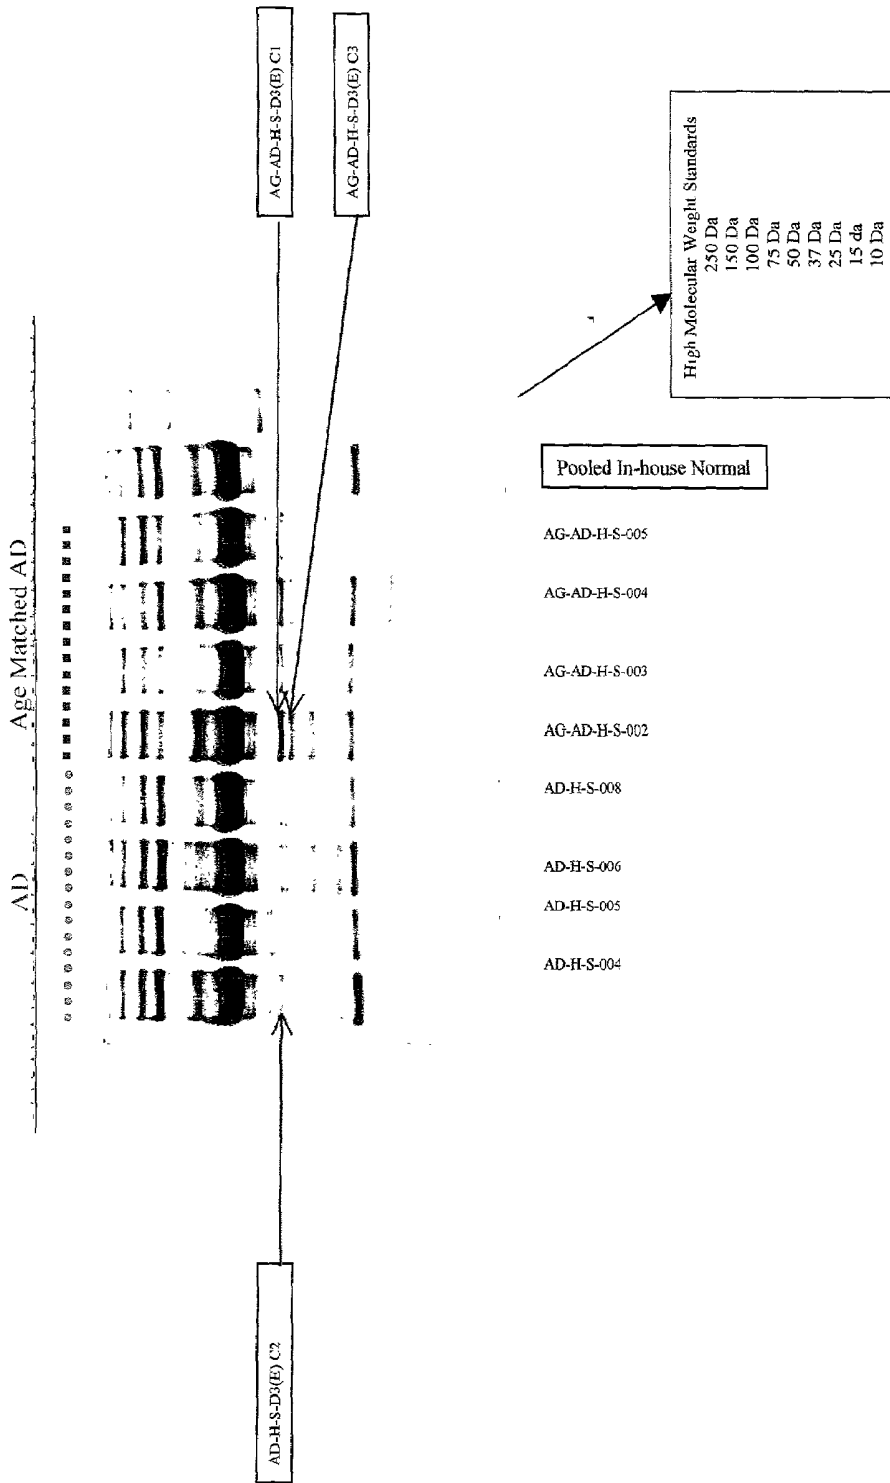 AD
Age Matched AD
AG-AD-H-S-D3(E) C1
AG-AD-H-S-D3(E) C3
AD-H-S-D3(E) C2
Pooled In-house Normal
AG-AD-H-S-005
AG-AD-H-S-004
AG-AD-H-S-003
AG-AD-H-S-002
AD-H-S-008
AD-H-S-006
AD-H-S-005
AD-H-S-004
High Molecular Weight Standards
250 Da
150 Da
100 Da
75 Da
50 Da
37 Da
25 Da
15 da
10 Da